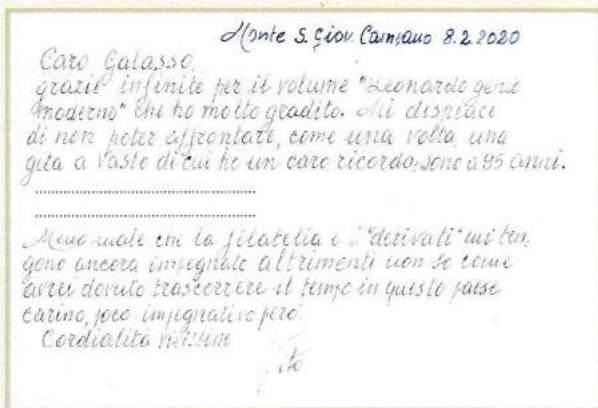 Monte S. Giov. Campano 8.2.2020
Caro Galasso,
grazie infinite per il volume "Leonardo genio
moderno" che ho molto gradito. Mi dispiace
di non poter affrontare, come una volta, una
gita a Vasto di cui ho un caro ricordo; sono a 95 anni.
......................................................
......................................................
Meno male che la filatelia e i "derivati" mi ten
gono ancora impegnato altrimenti non so come
avrei dovuto trascorrere il tempo in questo paese
carino, poco impegnativo però.
Cordialità vivissime